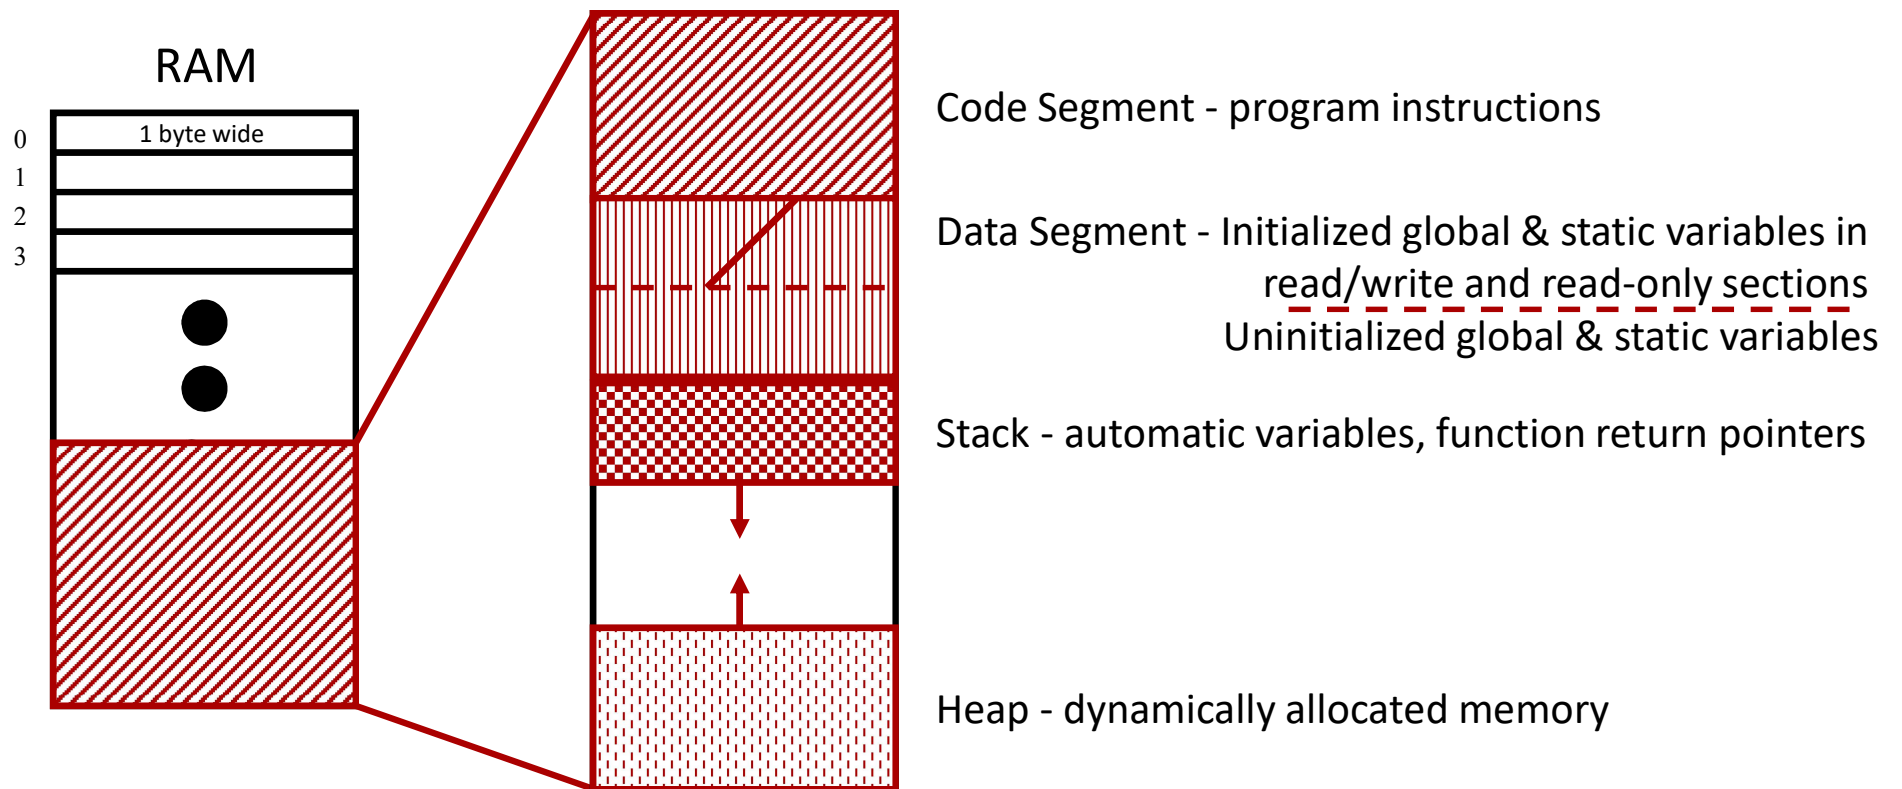 RAM
0
1 byte wide
1
2
3
Code Segment - program instructions
Data Segment - Initialized global & static variables in
read/write and read-only sections
Uninitialized global & static variables
Stack - automatic variables, function return pointers
Heap - dynamically allocated memory